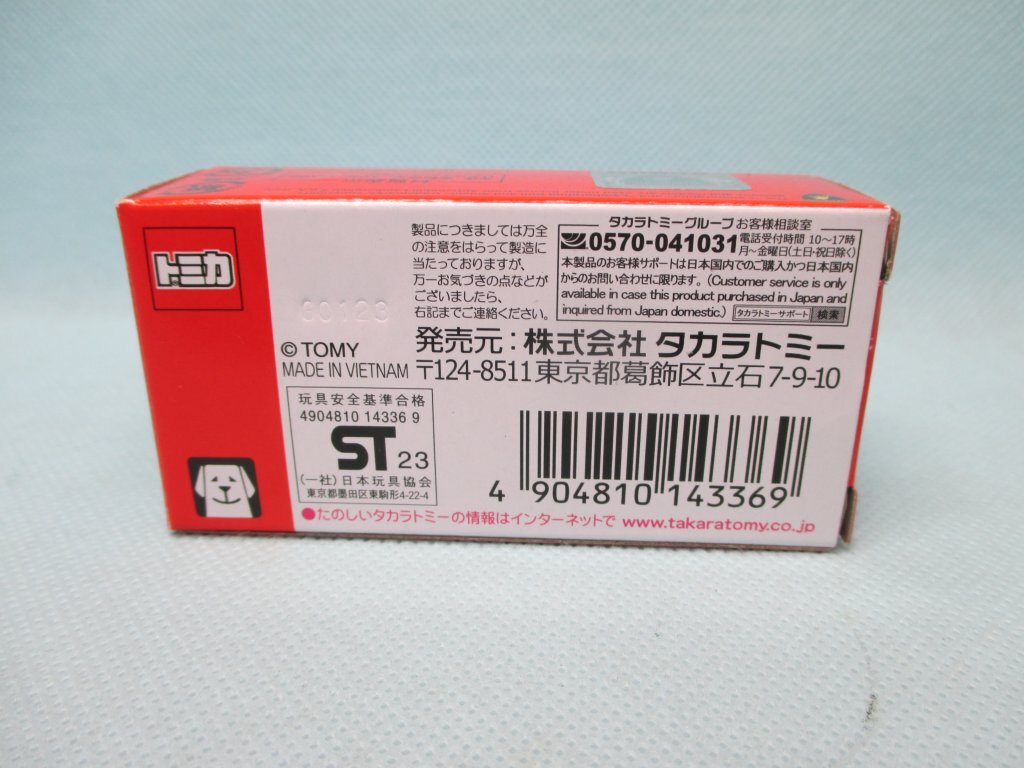 トミカ
製品につきましては万全
の注意をはらって製造に
当たっておりますが、
万一お気づきの点などが
ございましたら、
右記までご連絡ください。
タカラトミーグループ お客様相談室
0570-041031 電話受付時間 10〜17時
月〜金曜日(土日・祝日除く)
本製品のお客様サポートは日本国内でのご購入かつ日本国内
からのお問い合わせに限ります。(Customer service is only
available in case this product purchased in Japan and
inquired from Japan domestic.) タカラトミーサポート 検索
© TOMY
MADE IN VIETNAM
発売元:株式会社 タカラトミー
〒124-8511 東京都葛飾区立石7-9-10
玩具安全基準合格
4904810 14336 9
ST 23
(一社)日本玩具協会
東京都墨田区東駒形4-22-4
4 904810 143369
●たのしいタカラトミーの情報はインターネットで www.takaratomy.co.jp